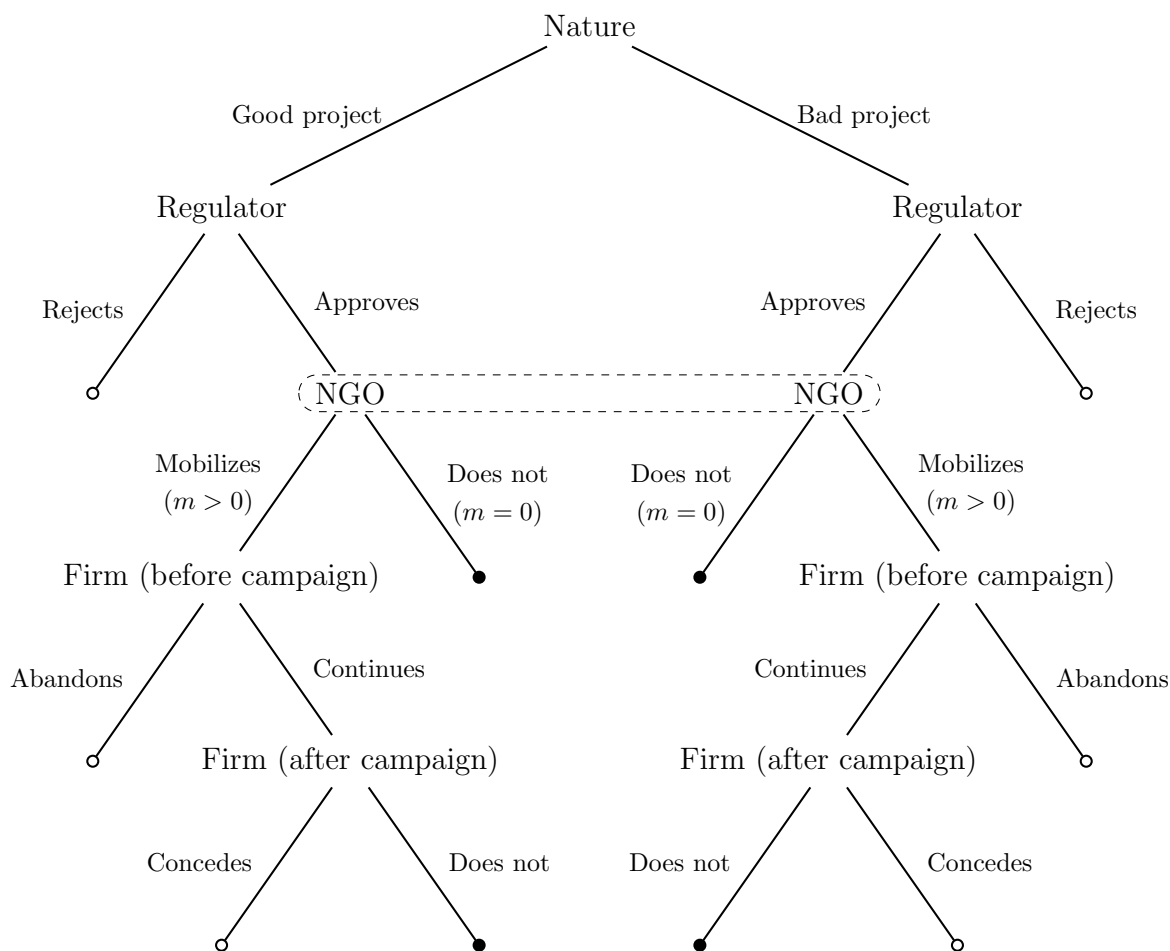 Nature
Good project
Bad project
Regulator
Regulator
Rejects
Approves
Approves
Rejects
NGO
NGO
Mobilizes
(m > 0)
Does not
(m = 0)
Does not
(m = 0)
Mobilizes
(m > 0)
Firm (before campaign)
Firm (before campaign)
Abandons
Continues
Continues
Abandons
Firm (after campaign)
Firm (after campaign)
Concedes
Does not
Does not
Concedes